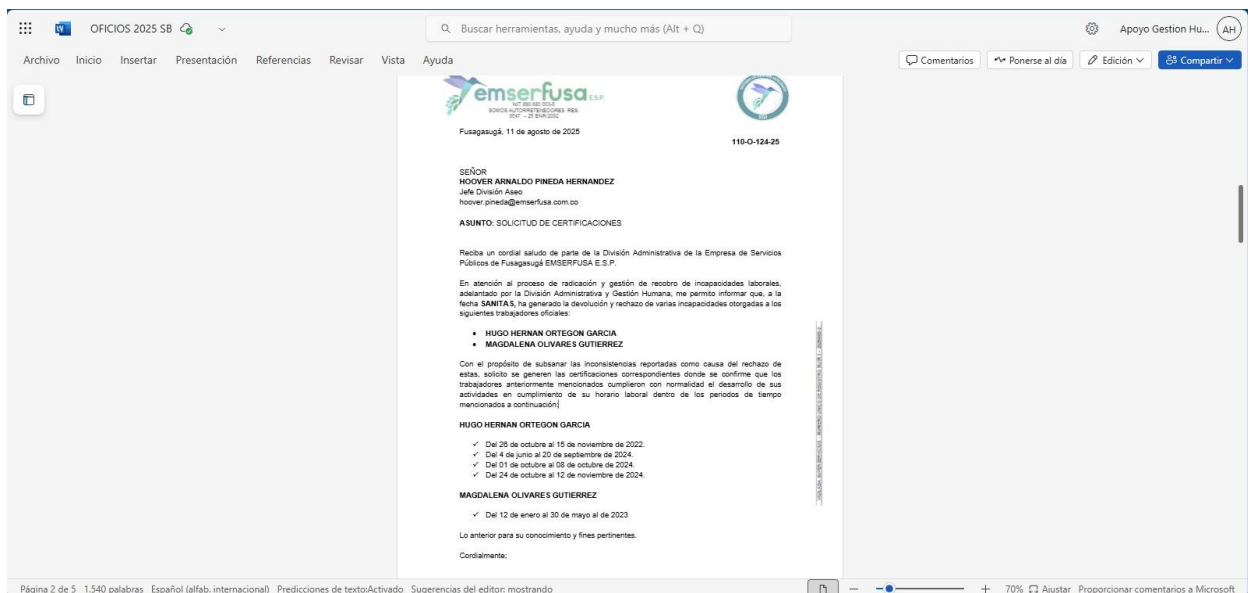 OFICIOS 2025 SB
Buscar herramientas, ayuda y mucho más (Alt + Q)
Apoyo Gestion Hu...
AH
Archivo Inicio Insertar Presentación Referencias Revisar Vista Ayuda
Comentarios
Ponerse al día
Edición
Compartir
emserfusa E.S.P.
SOMOS AUTORRETENEDORES RES.
Fusagasugá, 11 de agosto de 2025
110-O-124-25
SEÑOR
HOOVER ARNALDO PINEDA HERNANDEZ
Jefe División Aseo
hoover.pineda@emserfusa.com.co
ASUNTO: SOLICITUD DE CERTIFICACIONES
Reciba un cordial saludo de parte de la División Administrativa de la Empresa de Servicios
Públicos de Fusagasugá EMSERFUSA E.S.P.
En atención al proceso de radicación y gestión de recobro de incapacidades laborales,
adelantado por la División Administrativa y Gestión Humana, me permito informar que, a la
fecha SANITAS, ha generado la devolución y rechazo de varias incapacidades otorgadas a los
siguientes trabajadores oficiales:
• HUGO HERNAN ORTEGON GARCIA
• MAGDALENA OLIVARES GUTIERREZ
Con el propósito de subsanar las inconsistencias reportadas como causa del rechazo de
estas, solicito se generen las certificaciones correspondientes donde se confirme que los
trabajadores anteriormente mencionados cumplieron con normalidad el desarrollo de sus
actividades en cumplimiento de su horario laboral dentro de los periodos de tiempo
mencionados a continuación:
HUGO HERNAN ORTEGON GARCIA
✓ Del 26 de octubre al 15 de noviembre de 2022.
✓ Del 4 de junio al 20 de septiembre de 2024.
✓ Del 01 de octubre al 08 de octubre de 2024.
✓ Del 24 de octubre al 12 de noviembre de 2024.
MAGDALENA OLIVARES GUTIERREZ
✓ Del 12 de enero al 30 de mayo al de 2023
Lo anterior para su conocimiento y fines pertinentes.
Cordialmente;
Página 2 de 5 1.540 palabras Español (alfab. internacional) Predicciones de texto:Activado Sugerencias del editor: mostrando
70% Ajustar Proporcionar comentarios a Microsoft